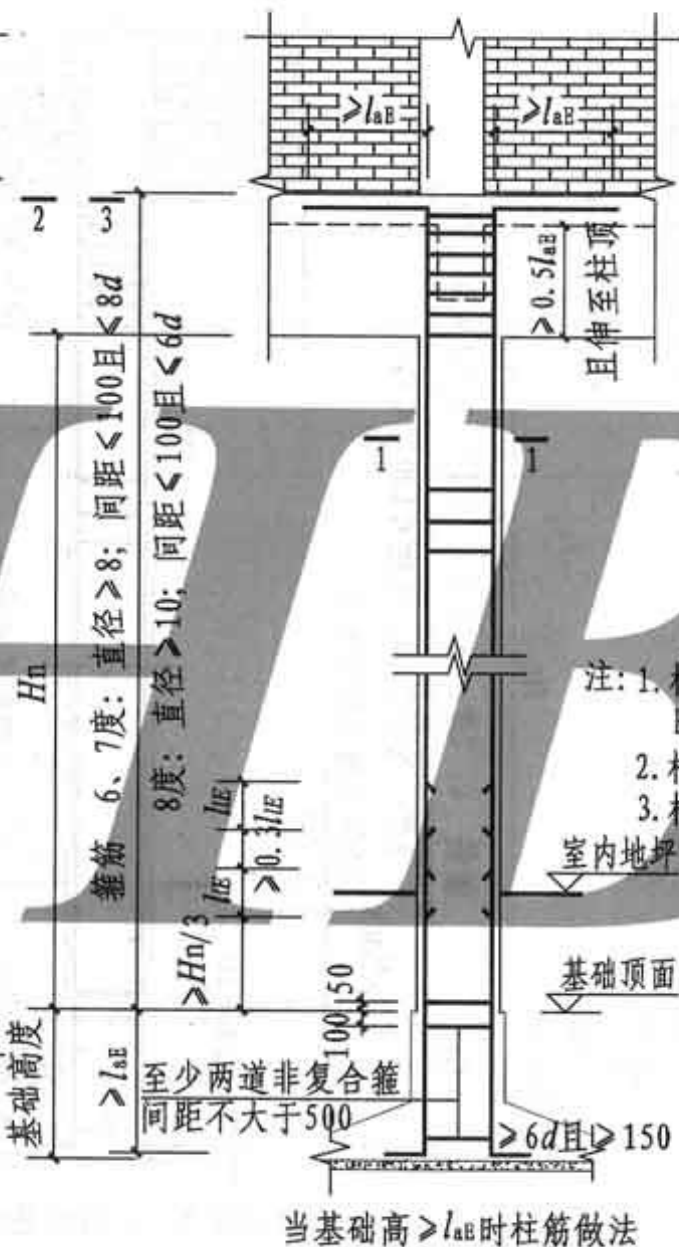 ≥laE
≥laE
2
3
≥0.5laE
且伸至柱顶
箍筋 6、7度：直径≥8；间距≤100且≤8d
8度：直径≥10；间距≤100且≤6d
1
1
Hn
注：1.
2.
3.
llE
≥0.3llE
llE
≥Hn/3
室内地坪
50
基础顶面
100
基础高度
≥laE
至少两道非复合箍
间距不大于500
≥6d且≥150
当基础高≥laE时柱筋做法